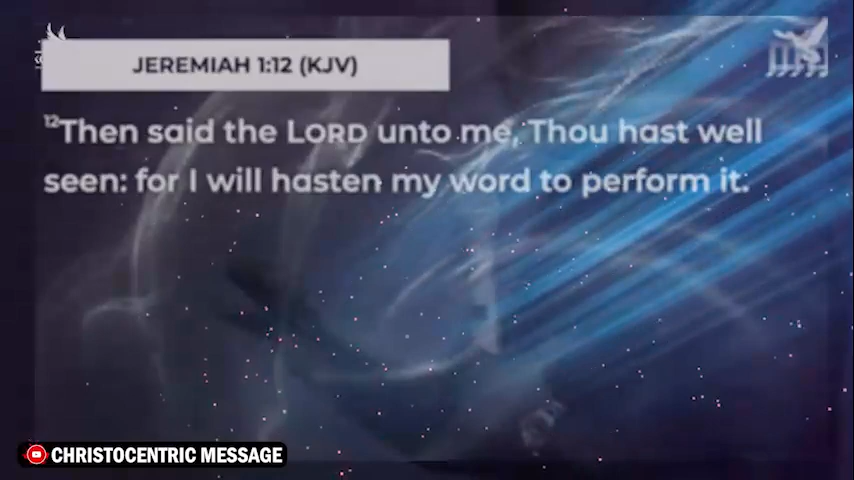 JEREMIAH 1:12 (KJV)
12Then said the LORD unto me, Thou hast well
seen: for I will hasten my word to perform it.
CHRISTOCENTRIC MESSAGE